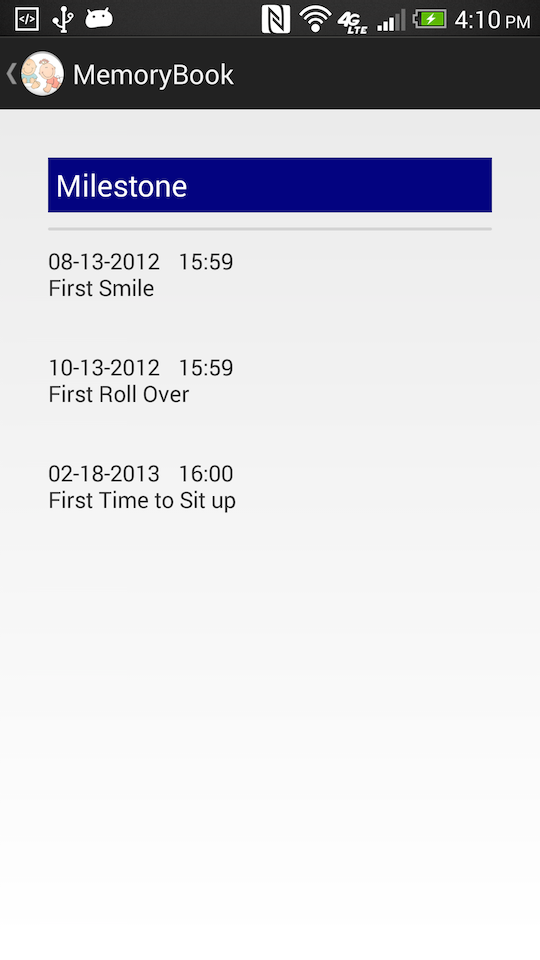 4G LTE 4:10 PM
MemoryBook
Milestone
08-13-2012 15:59
First Smile
10-13-2012 15:59
First Roll Over
02-18-2013 16:00
First Time to Sit up